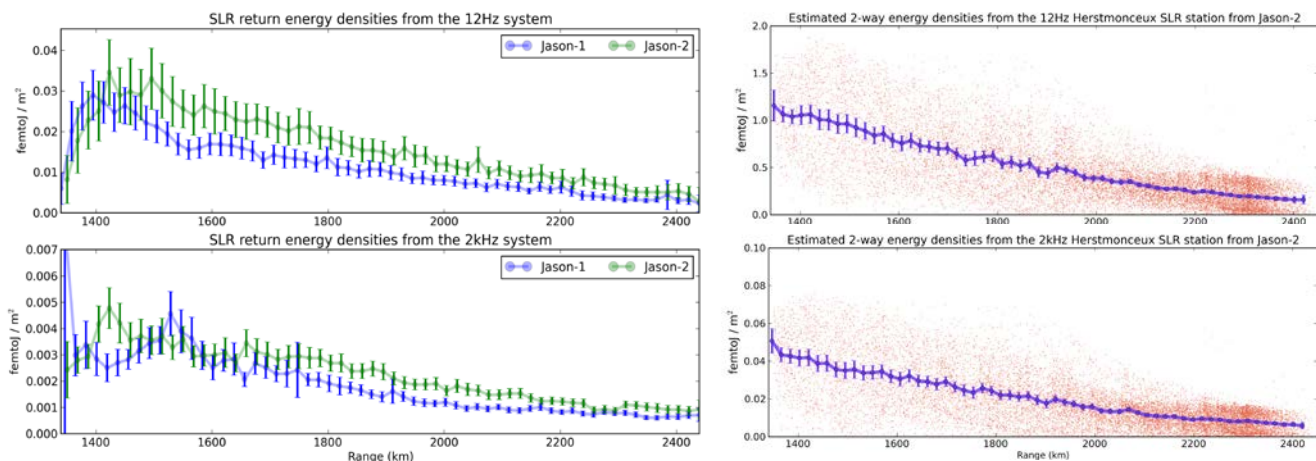 SLR return energy densities from the 12Hz system
femtoJ / m²
0.04
0.03
0.02
0.01
0.00
Jason-1 Jason-2
1400 1600 1800 2000 2200 2400
SLR return energy densities from the 2kHz system
femtoJ / m²
0.007
0.006
0.005
0.004
0.003
0.002
0.001
0.000
Jason-1 Jason-2
1400 1600 1800 2000 2200 2400
Estimated 2-way energy densities from the 12Hz Herstmonceux SLR station from Jason-2
femtoJ / m²
2.0
1.5
1.0
0.5
0.0
1400 1600 1800 2000 2200 2400
Estimated 2-way energy densities from the 2kHz Herstmonceux SLR station from Jason-2
femtoJ / m²
0.10
0.08
0.06
0.04
0.02
0.00
1400 1600 1800 2000 2200 2400
Range (km)